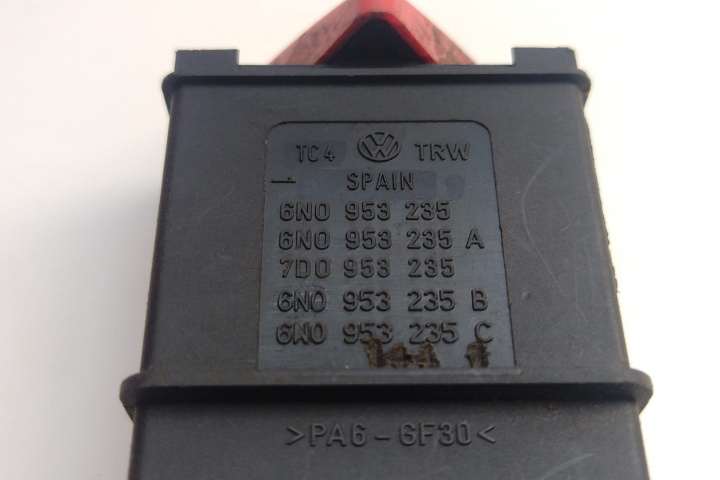 TC4 VW TRW
— SPAIN
6N0 953 235
6N0 953 235 A
7D0 953 235
6N0 953 235 B
6N0 953 235 C
>PA6-GF30<